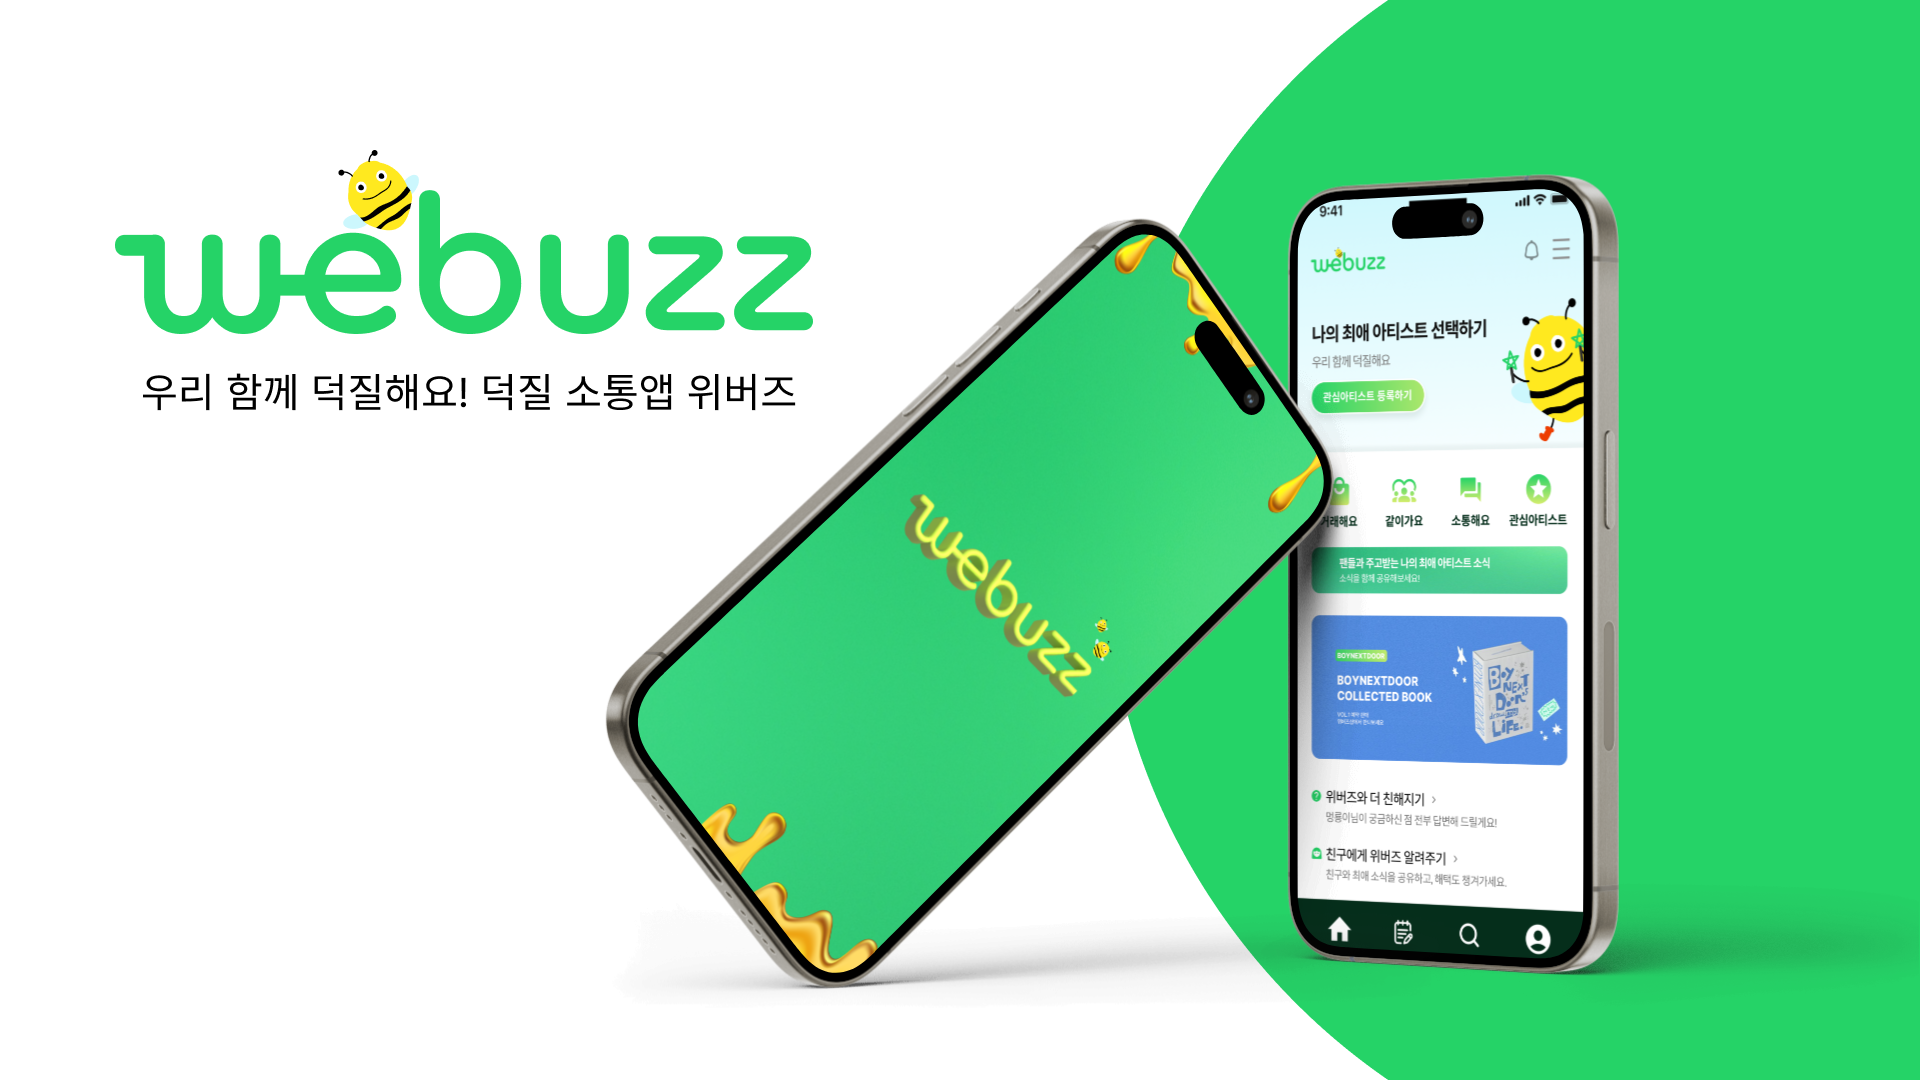 webuzz
우리 함께 덕질해요! 덕질 소통앱 위버즈
webuzz
9:41
webuzz
나의 최애 아티스트 선택하기
우리 함께 덕질해요
관심아티스트 등록하기
거래해요 같이가요 소통해요 관심아티스트
팬들과 주고받는 나의 최애 아티스트 소식
소식을 함께 공유해보세요!
BOYNEXTDOOR
BOYNEXTDOOR
COLLECTED BOOK
BOY NEXT DOOR'S
LIFE.
위버즈와 더 친해지기 ›
멍룡이님이 궁금하신 점 전부 답변해 드릴게요!
친구에게 위버즈 알려주기 ›
친구와 최애 소식을 공유하고, 해택도 챙겨가세요.